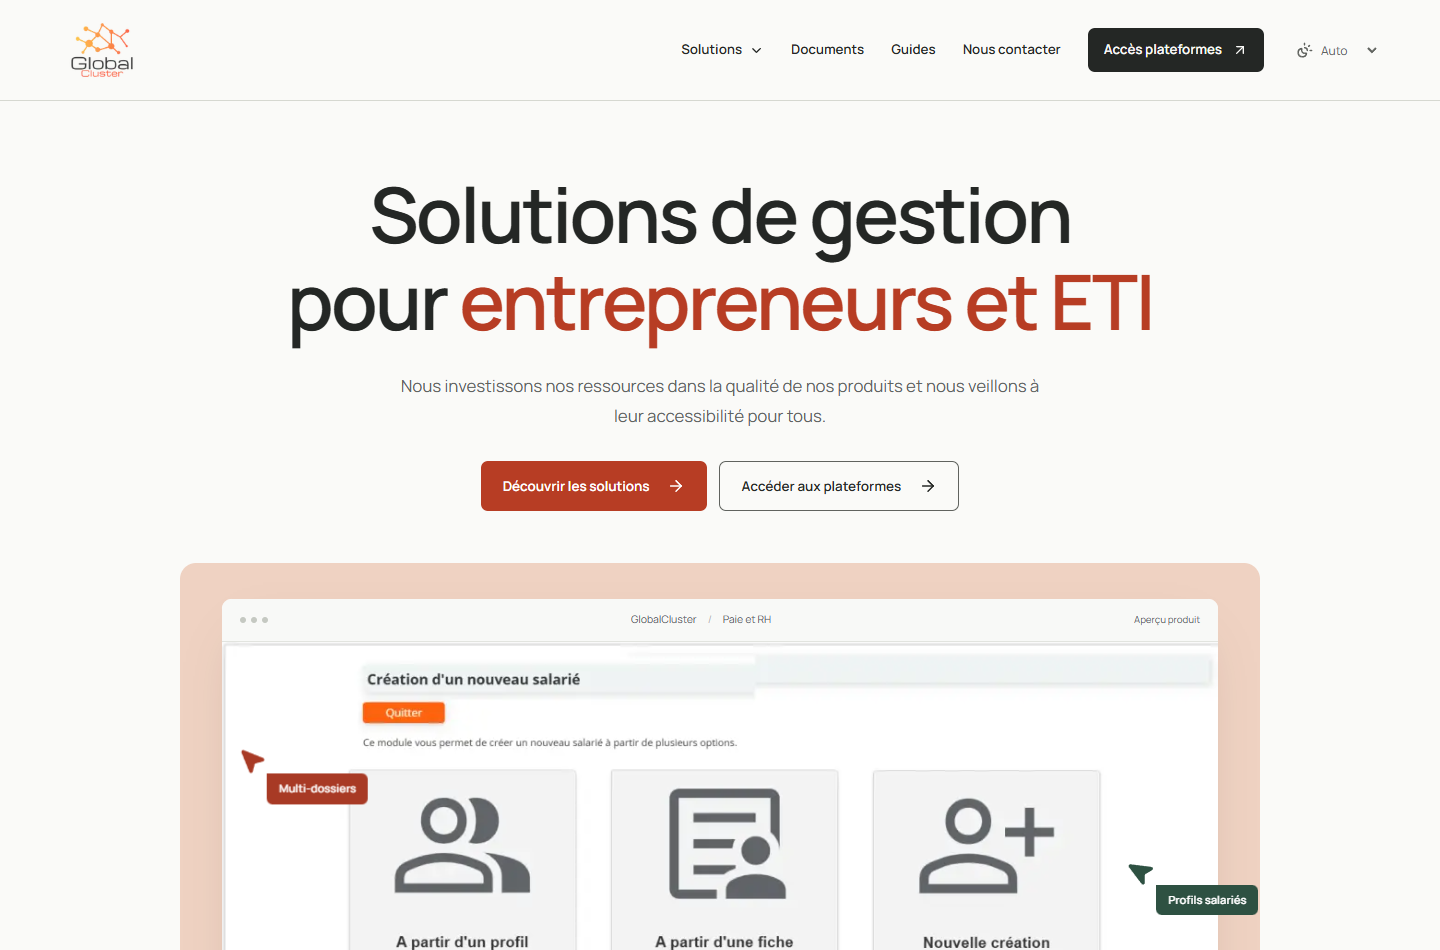 Global
Cluster
Solutions
Documents
Guides
Nous contacter
Accès plateformes
Auto
Solutions de gestion
pour entrepreneurs et ETI
Nous investissons nos ressources dans la qualité de nos produits et nous veillons à
leur accessibilité pour tous.
Découvrir les solutions
Accéder aux plateformes
GlobalCluster / Paie et RH
Aperçu produit
Création d'un nouveau salarié
Quitter
Ce module vous permet de créer un nouveau salarié à partir de plusieurs options.
Multi-dossiers
Profils salariés
A partir d'un profil
A partir d'une fiche
Nouvelle création